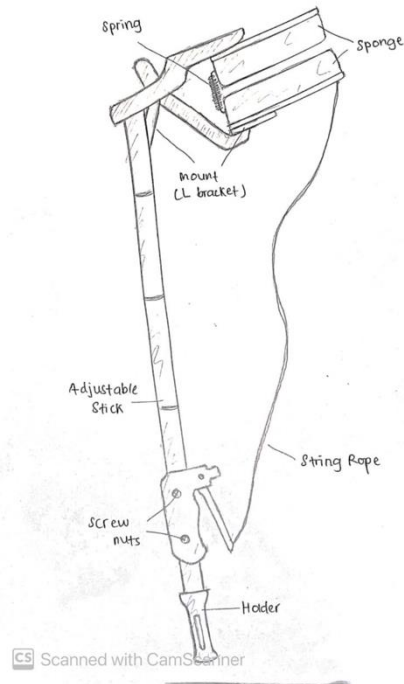 Spring
Sponge
mount
(L bracket)
Adjustable
Stick
String Rope
Screw
nuts
Holder
CS Scanned with CamScanner